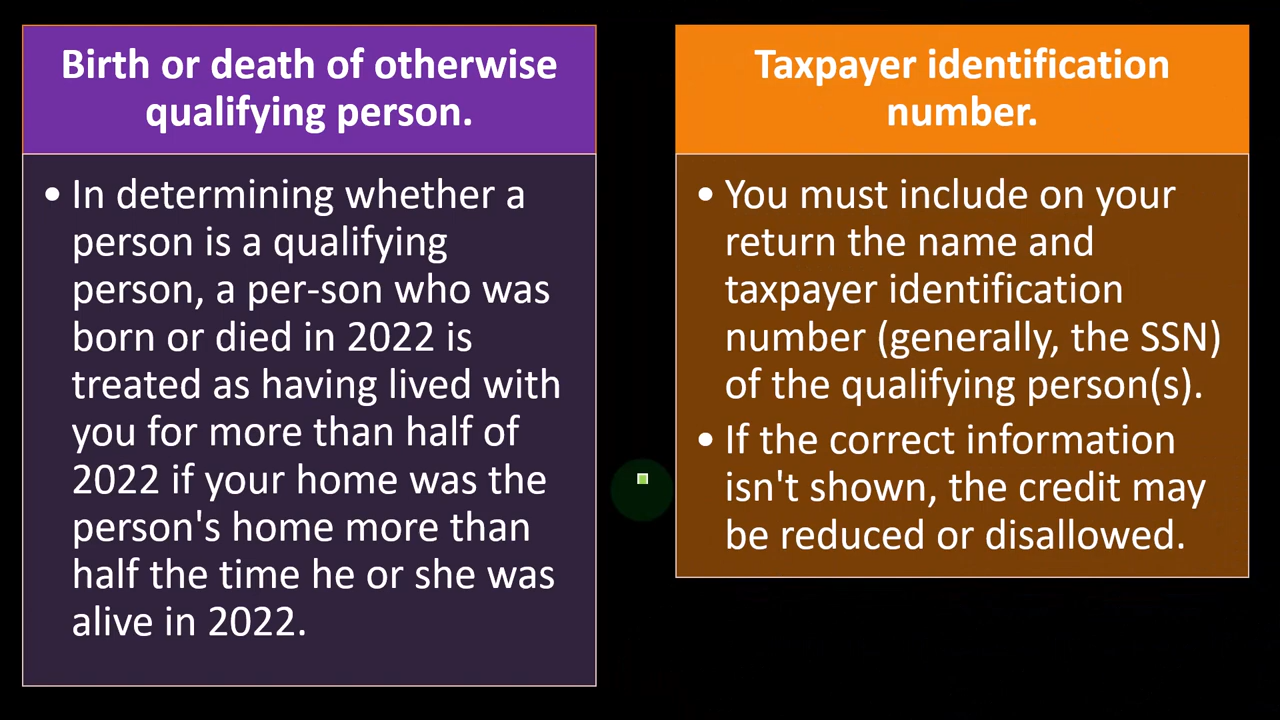 Birth or death of otherwise
qualifying person.
• In determining whether a
person is a qualifying
person, a per-son who was
born or died in 2022 is
treated as having lived with
you for more than half of
2022 if your home was the
person's home more than
half the time he or she was
alive in 2022.
Taxpayer identification
number.
• You must include on your
return the name and
taxpayer identification
number (generally, the SSN)
of the qualifying person(s).
• If the correct information
isn't shown, the credit may
be reduced or disallowed.